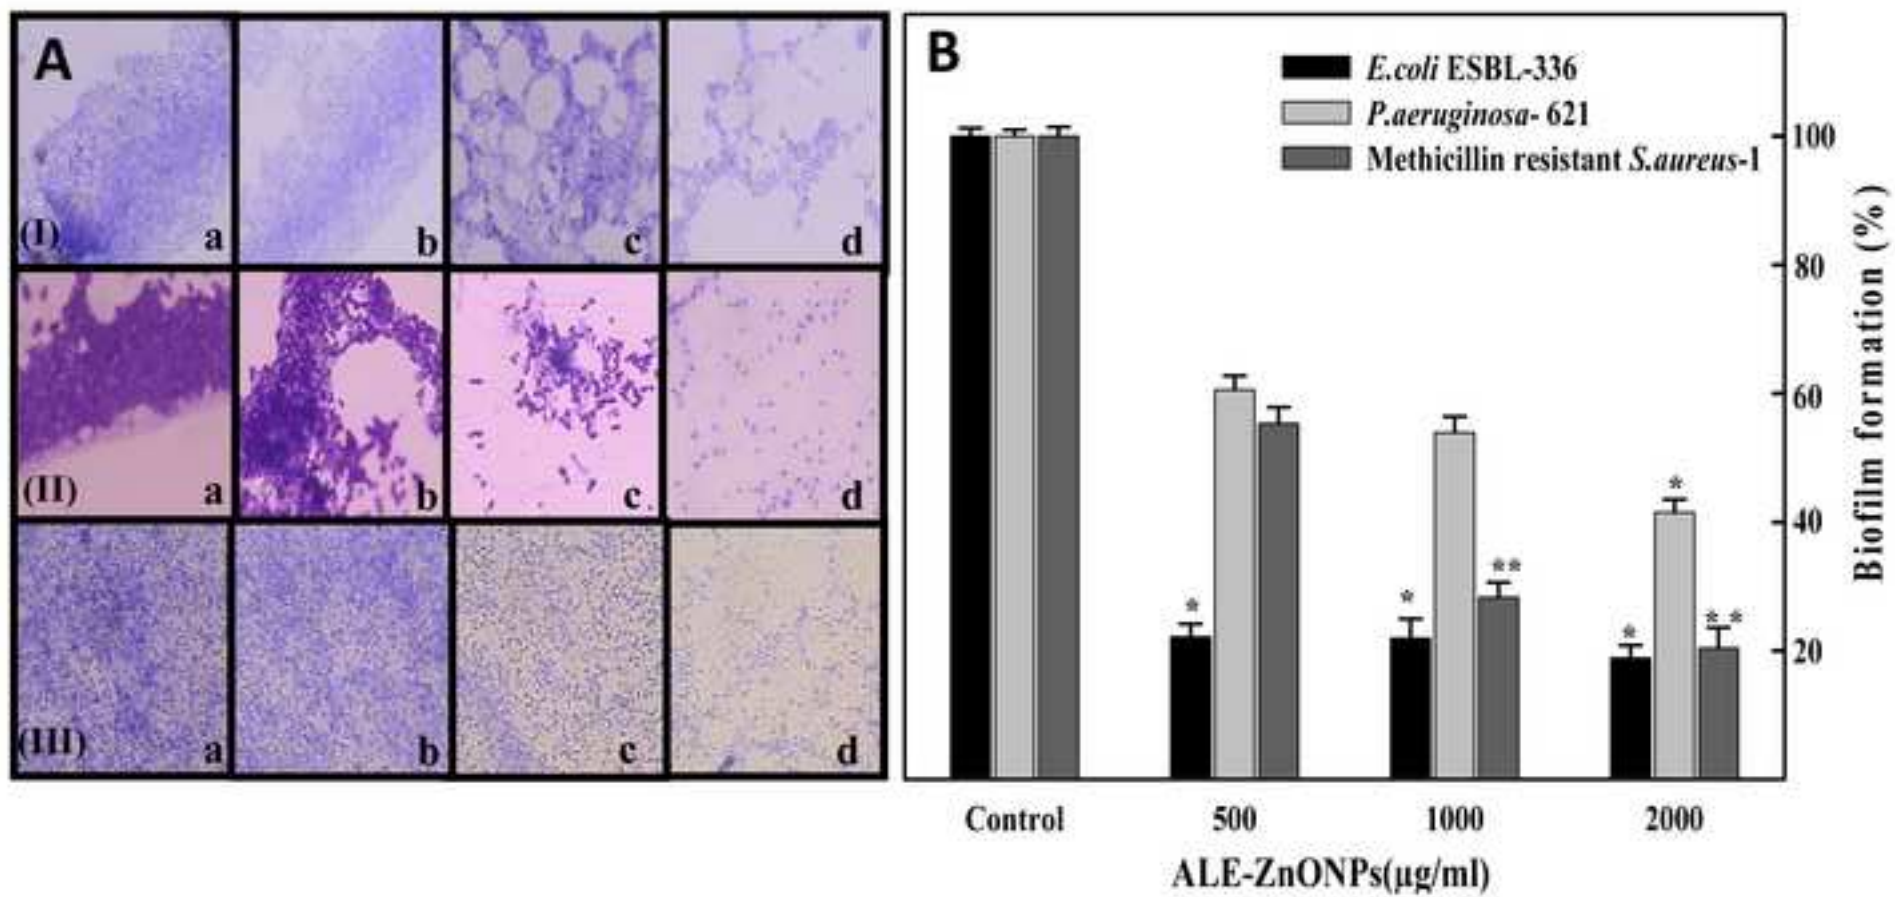 A
(I) a b c d
(II) a b c d
(III) a b c d
B
E.coli ESBL-336
P.aeruginosa- 621
Methicillin resistant S.aureus-1
100
80
60
40
20
Biofilm formation (%)
* * ** * * **
Control 500 1000 2000
ALE-ZnONPs(μg/ml)